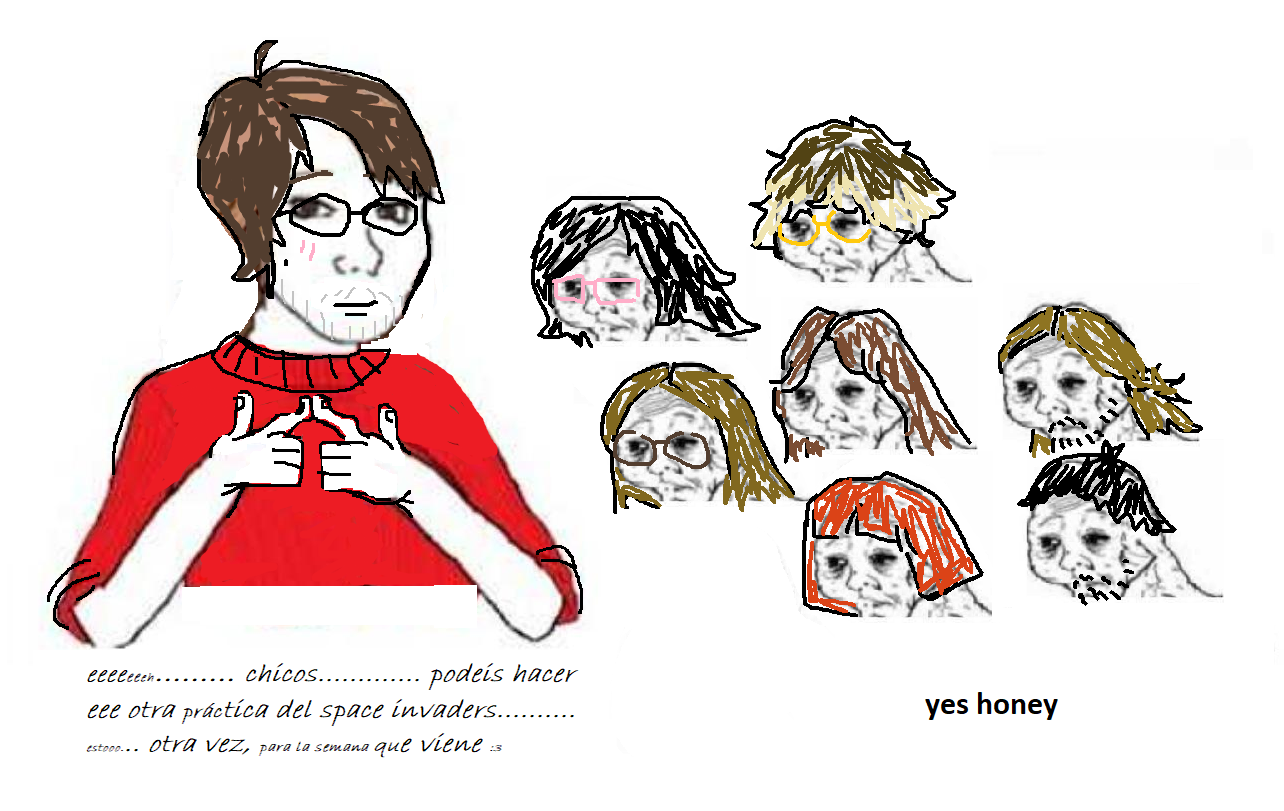 eeeeeeeh......... chicos............. podeis hacer
eee otra práctica del space invaders..........
estooo... otra vez, para la semana que viene :3
yes honey